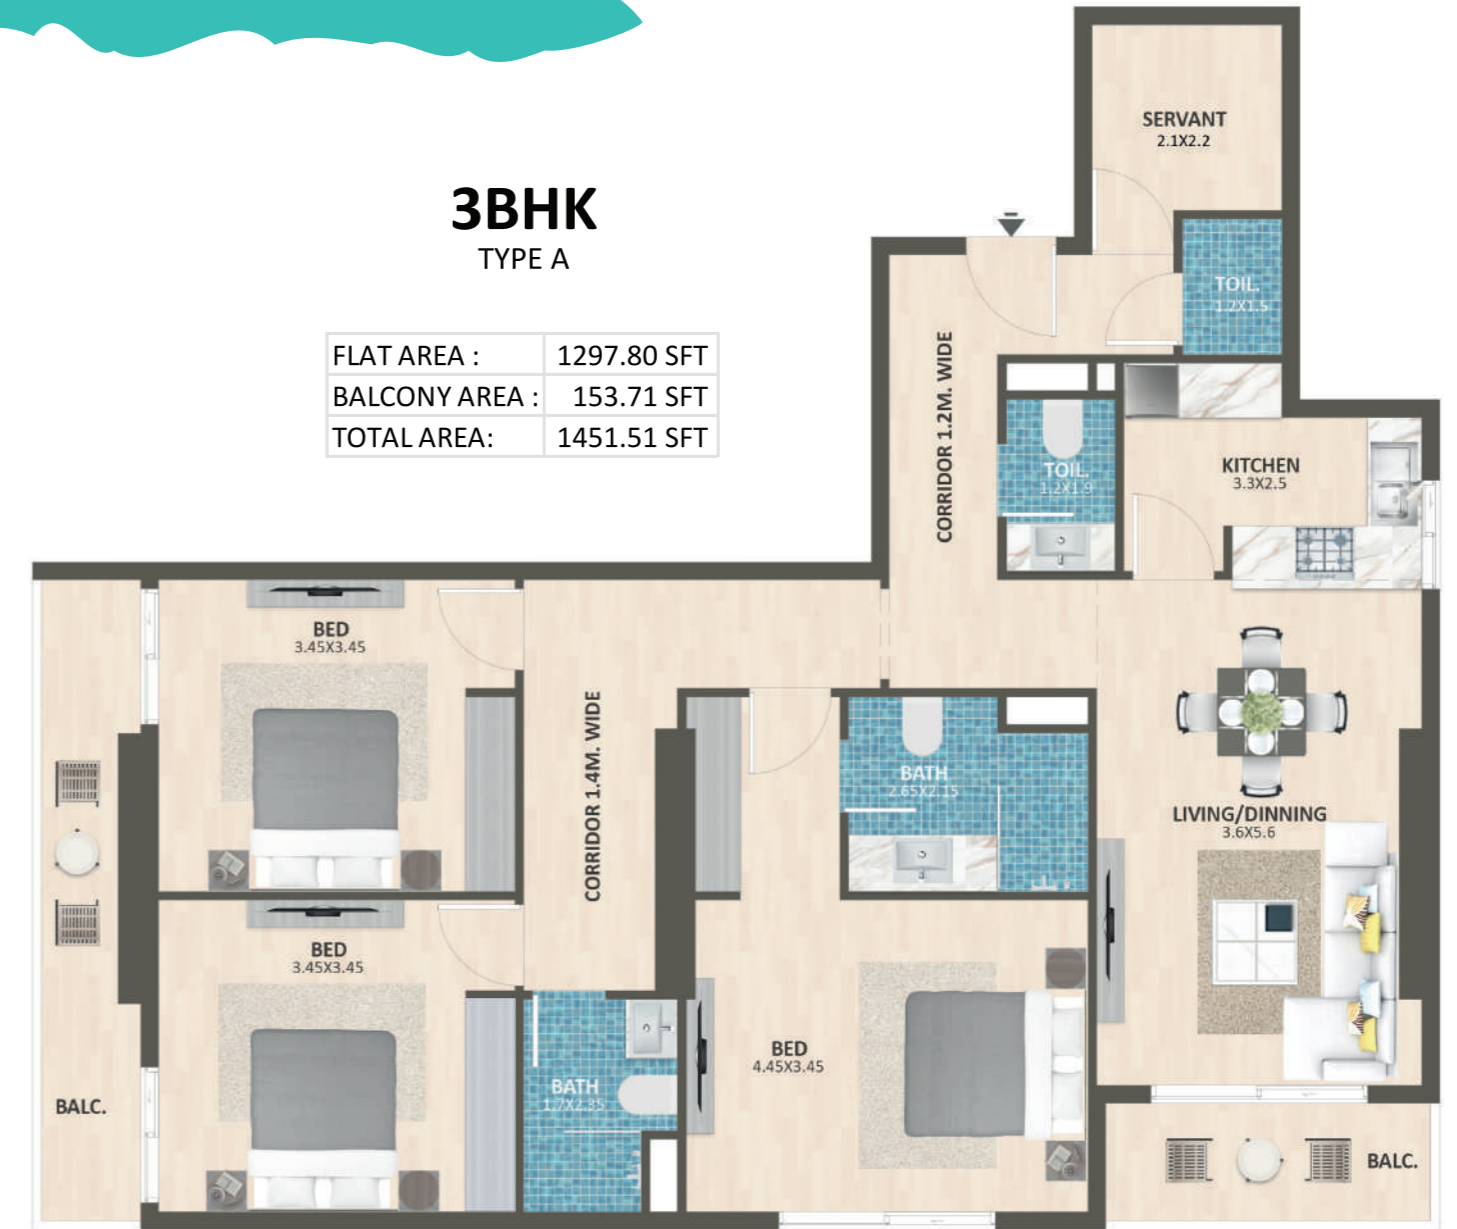 SERVANT
2.1X2.2
3BHK
TYPE A
TOIL.
1.2X1.5
FLAT AREA : 1297.80 SFT
BALCONY AREA : 153.71 SFT
TOTAL AREA: 1451.51 SFT
CORRIDOR 1.2M. WIDE
TOIL.
1.2X1.9
KITCHEN
3.3X2.5
BED
3.45X3.45
CORRIDOR 1.4M. WIDE
BATH
2.65X2.15
LIVING/DINNING
3.6X5.6
BED
3.45X3.45
BED
4.45X3.45
BATH
1.7X2.35
BALC.
BALC.